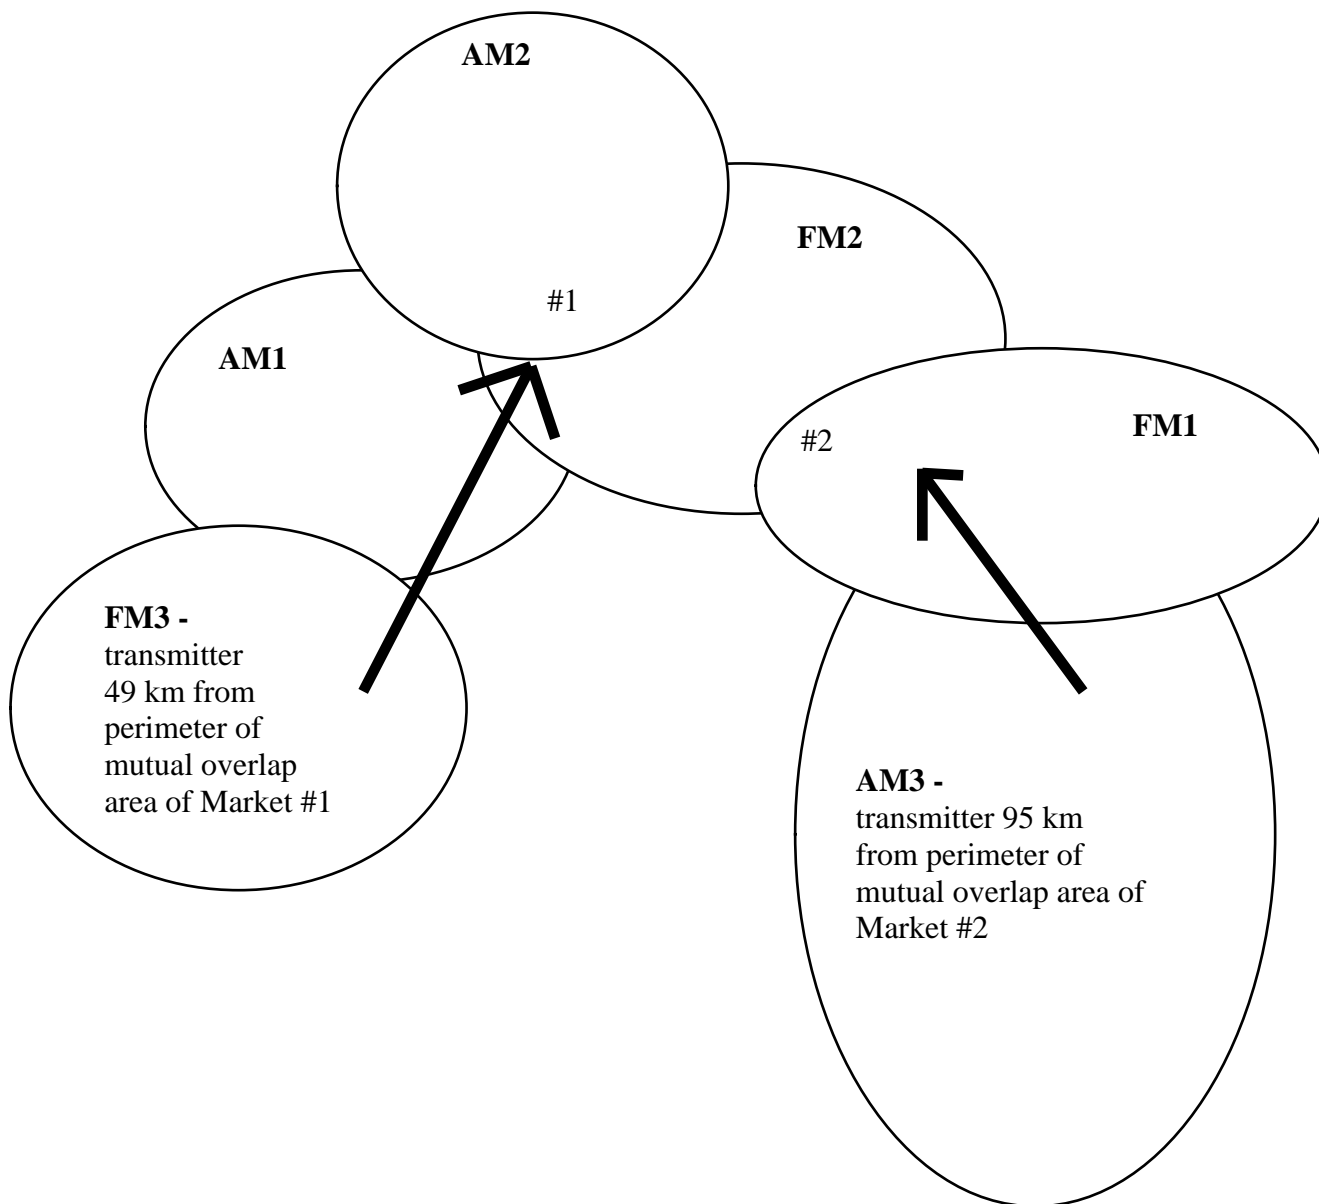 AM2
FM2
#1
AM1
FM1
#2
FM3 -
transmitter
49 km from
perimeter of
mutual overlap
area of Market #1
AM3 -
transmitter 95 km
from perimeter of
mutual overlap area of
Market #2